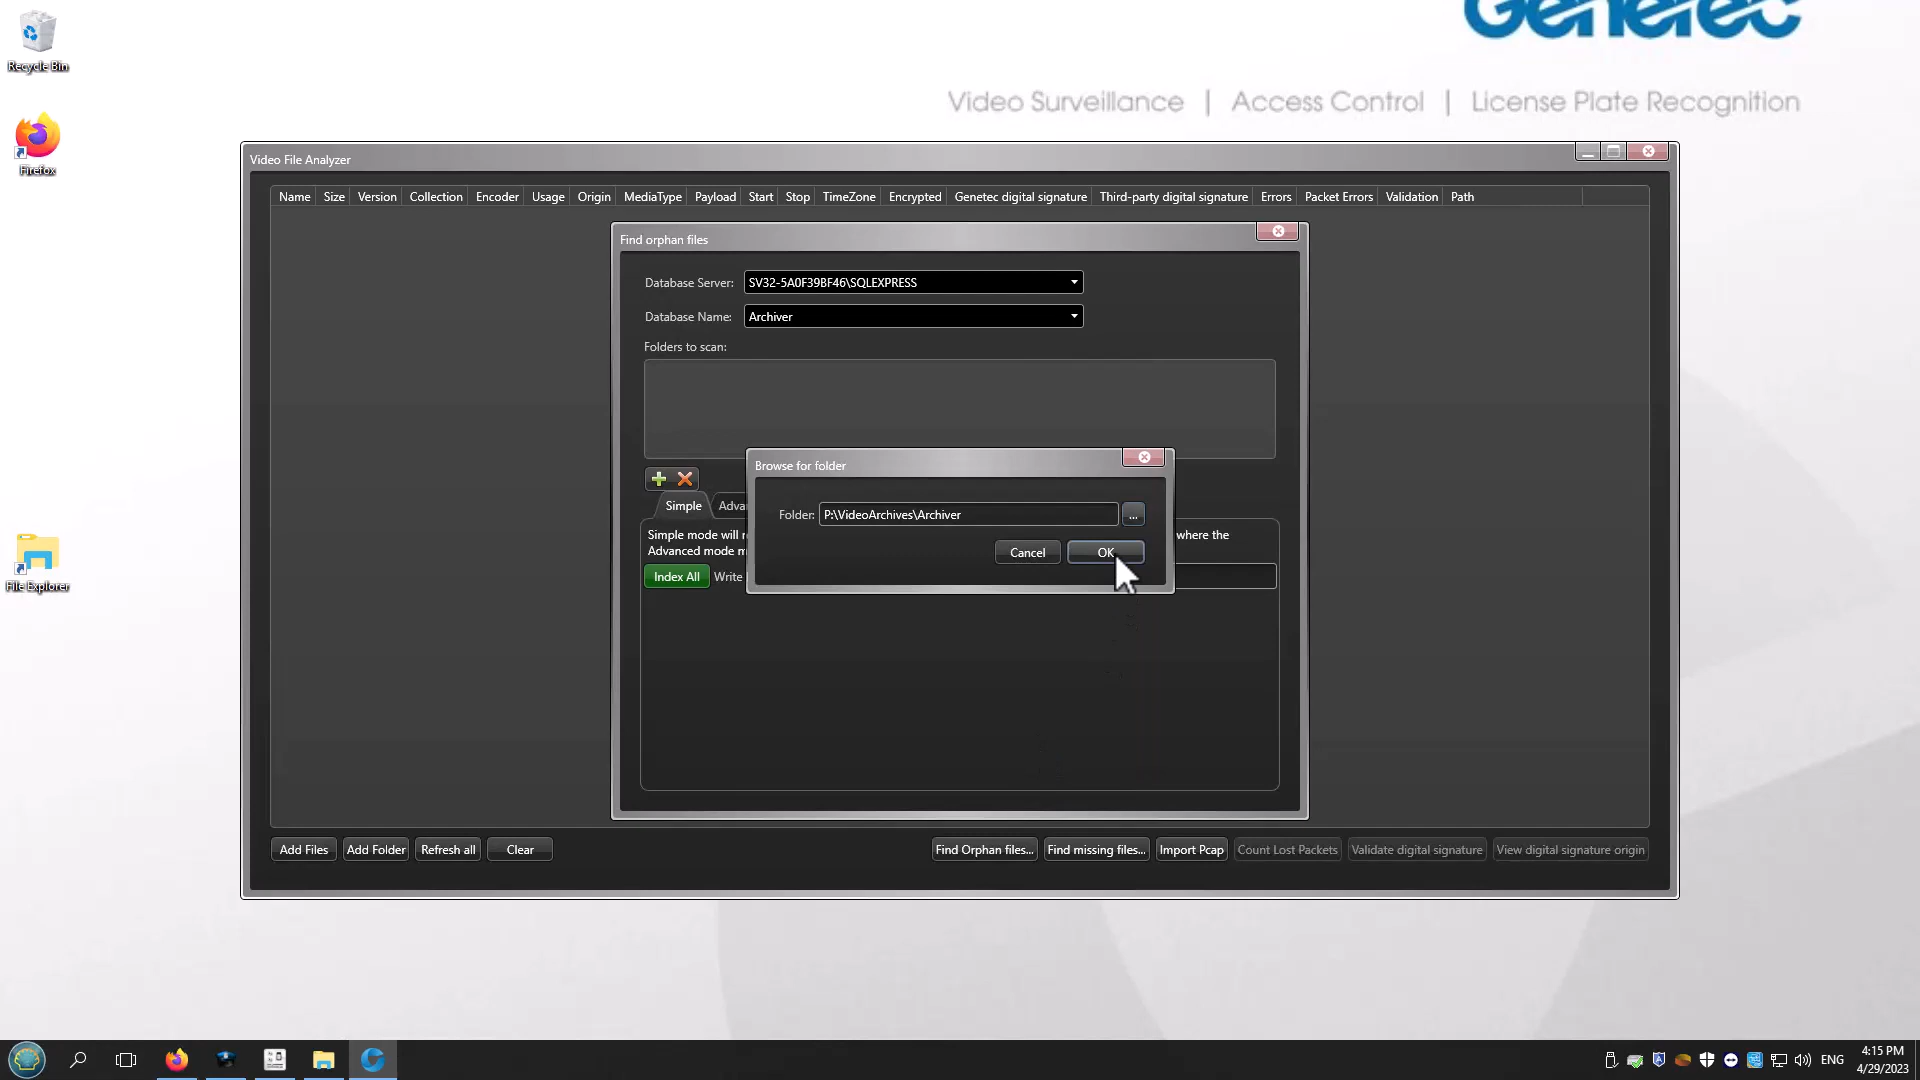 Recycle Bin
Firefox
File Explorer
Genetec
Video Surveillance | Access Control | License Plate Recognition
Video File Analyzer
Name Size Version Collection Encoder Usage Origin MediaType Payload Start Stop TimeZone Encrypted Genetec digital signature Third-party digital signature Errors Packet Errors Validation Path
Find orphan files
Database Server: SV32-5A0F39BF46\SQLEXPRESS
Database Name: Archiver
Folders to scan:
Browse for folder
Folder: P:\VideoArchives\Archiver ...
Cancel OK
Simple
Simple mode will where the
Advanced mode
Index All Write
Add Files Add Folder Refresh all Clear Find Orphan files... Find missing files... Import Pcap Count Lost Packets Validate digital signature View digital signature origin
ENG
4:15 PM
4/29/2023